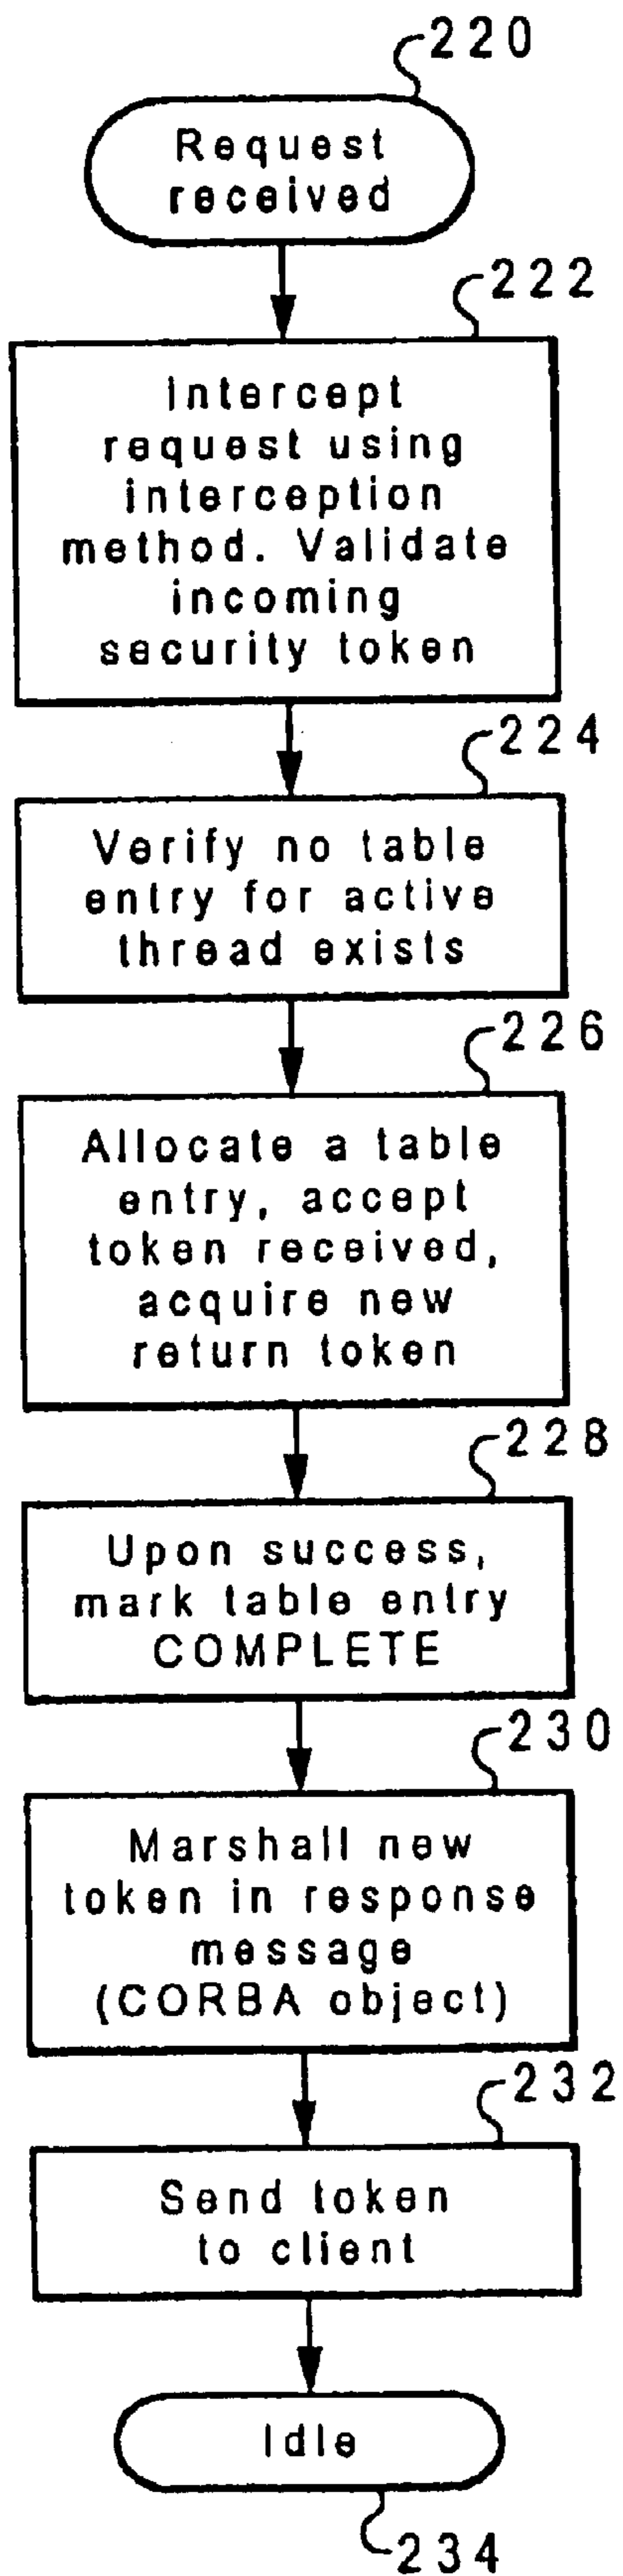 220
Request
received
222
Intercept
request using
interception
method. Validate
incoming
security token
224
Verify no table
entry for active
thread exists
226
Allocate a table
entry, accept
token received,
acquire new
return token
228
Upon success,
mark table entry
COMPLETE
230
Marshall new
token in response
message
(CORBA object)
232
Send token
to client
Idle
234